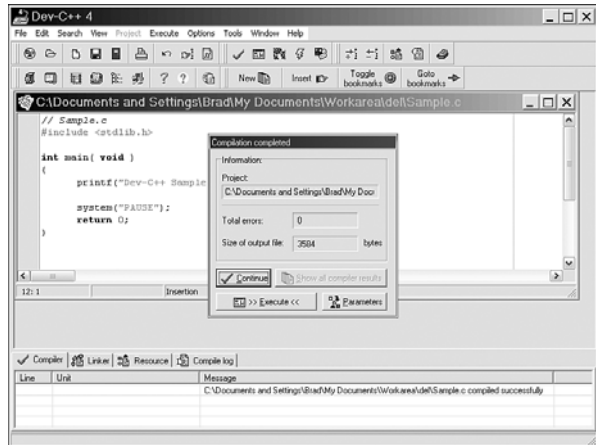 Dev-C++ 4
File Edit Search View Project Execute Options Tools Window Help
New Insert Toggle bookmarks Goto bookmarks
C:\Documents and Settings\Brad\My Documents\Workarea\del\Sample.c
// Sample.c
#include <stdlib.h>
int main( void )
{
printf("Dev-C++ Sample
system("PAUSE");
return 0;
}
12: 1 Insertion
Compilation completed
Information:
Project:
C:\Documents and Settings\Brad\My Doc
Total errors: 0
Size of output file: 3584 bytes
Continue Show all compiler results
>> Execute << Parameters
Compiler Linker Resource Compile log
Line Unit Message
C:\Documents and Settings\Brad\My Documents\Workarea\del\Sample.c compiled successfully